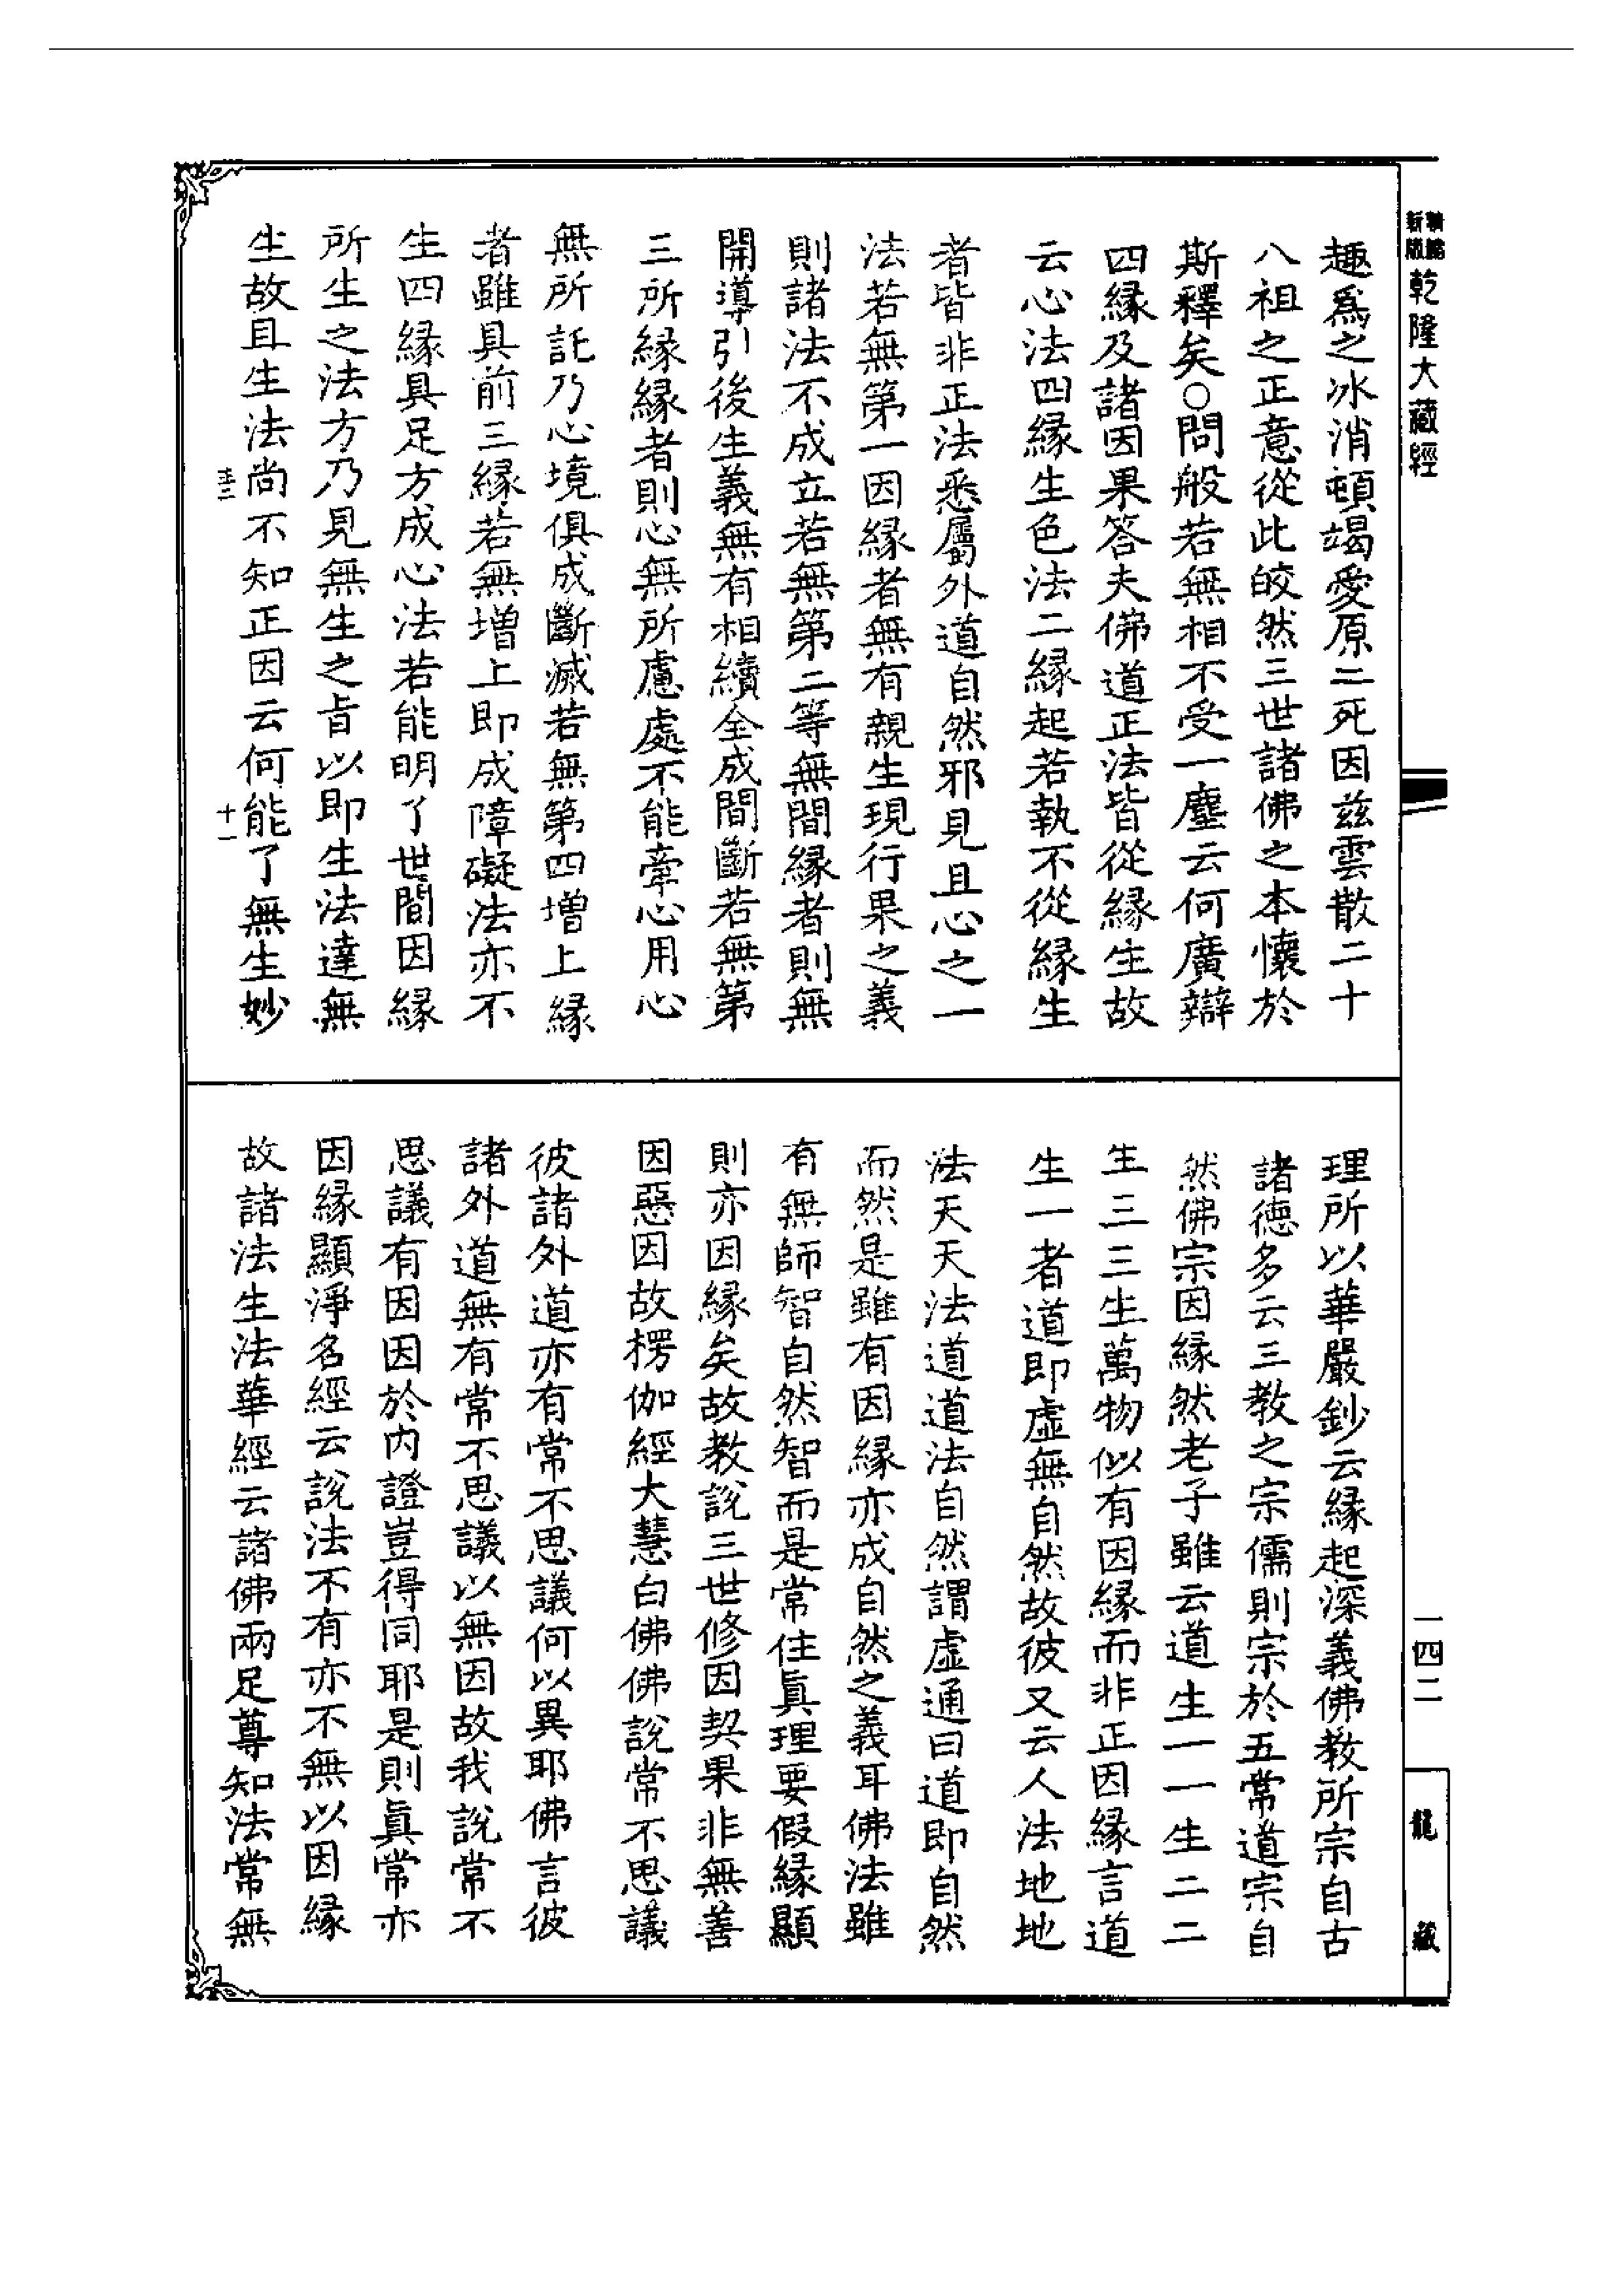 乾隆大藏經
趣爲之冰消頓竭愛原二死因茲雲散二十
八祖之正意從此皎然三世諸佛之本懷於
斯釋矣○問般若無相不受一塵云何廣辯
四緣及諸因果答夫佛道正法皆從緣生故
云心法四緣生色法二緣起若執不從緣生
者皆非正法悉屬外道自然邪見且心之一
法若無第一因緣者無有親生現行果之義
則諸法不成立若無第二等無間緣者則無
開導引後生義無有相續全成間斷若無第
三所緣緣者則心無所慮處不能牽心用心
無所託乃心境俱成斷滅若無第四增上緣
者雖具前三緣若無增上即成障礙法亦不
生四緣具足方成心法若能明了世間因緣
所生之法方乃見無生之旨以即生法達無
生故且生法尚不知正因云何能了無生妙
十一
理所以華嚴鈔云緣起深義佛教所宗自古
諸德多云三教之宗儒則宗於五常道宗自
然佛宗因緣然老子雖云道生一一生二二
生三三生萬物似有因緣而非正因緣言道
生一者道即虛無自然故彼又云人法地地
法天天法道道法自然謂虛通曰道即自然
而然是雖有因緣亦成自然之義耳佛法雖
有無師智自然智而是常住眞理要假緣顯
則亦因緣矣故教說三世修因契果非無善
因惡因故楞伽經大慧白佛佛說常不思議
彼諸外道亦有常不思議何以異耶佛言彼
諸外道無有常不思議以無因故我說常不
思議有因因於內證豈得同耶是則眞常亦
因緣顯淨名經云說法不有亦不無以因緣
故諸法生法華經云諸佛兩足尊知法常無
一四二
龍藏